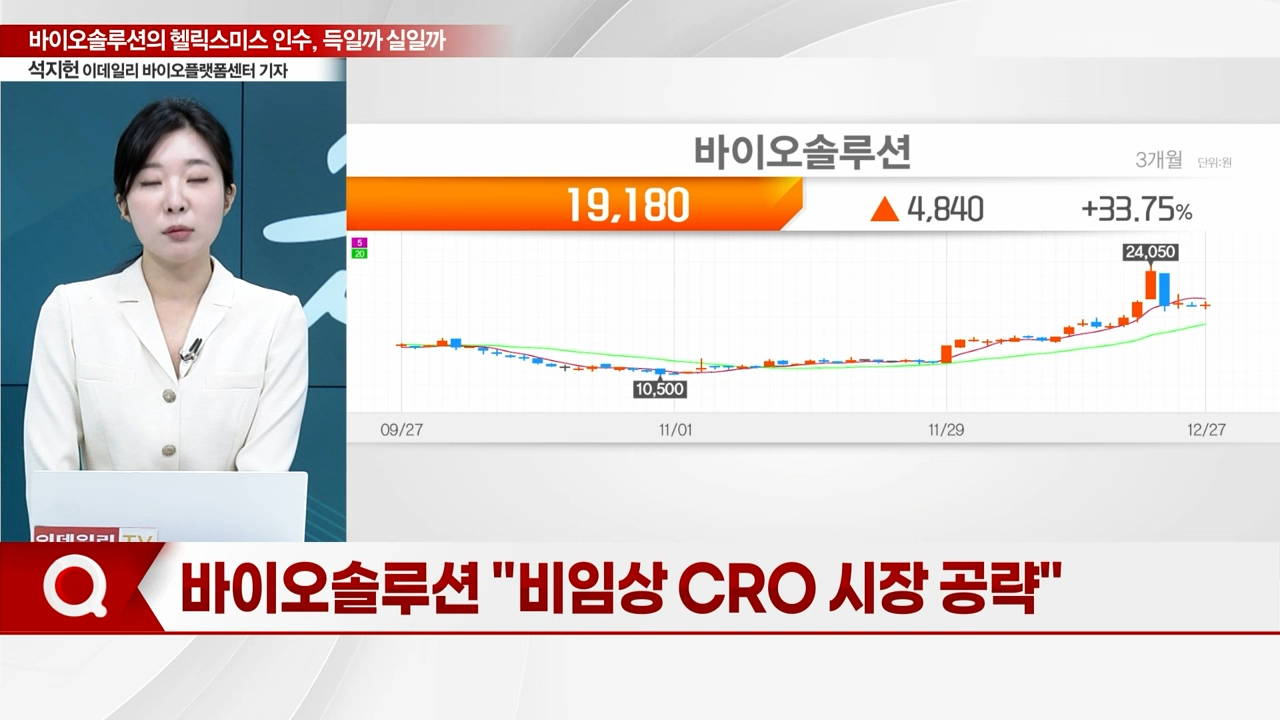 바이오솔루션의 헬릭스미스 인수, 득일까 실일까
석지헌 이데일리 바이오플랫폼센터 기자
바이오솔루션
3개월 단위:원
19,180 ▲ 4,840 +33.75%
5
20
24,050
10,500
09/27 11/01 11/29 12/27
이데일리 TV
바이오솔루션 "비임상 CRO 시장 공략"